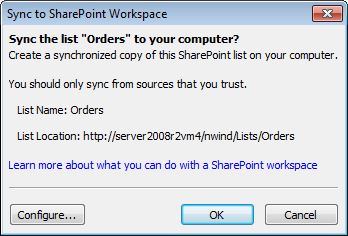 Sync to SharePoint Workspace
Sync the list "Orders" to your computer?
Create a synchronized copy of this SharePoint list on your computer.
You should only sync from sources that you trust.
List Name: Orders
List Location: http://server2008r2vm4/nwind/Lists/Orders
Learn more about what you can do with a SharePoint workspace
Configure... OK Cancel